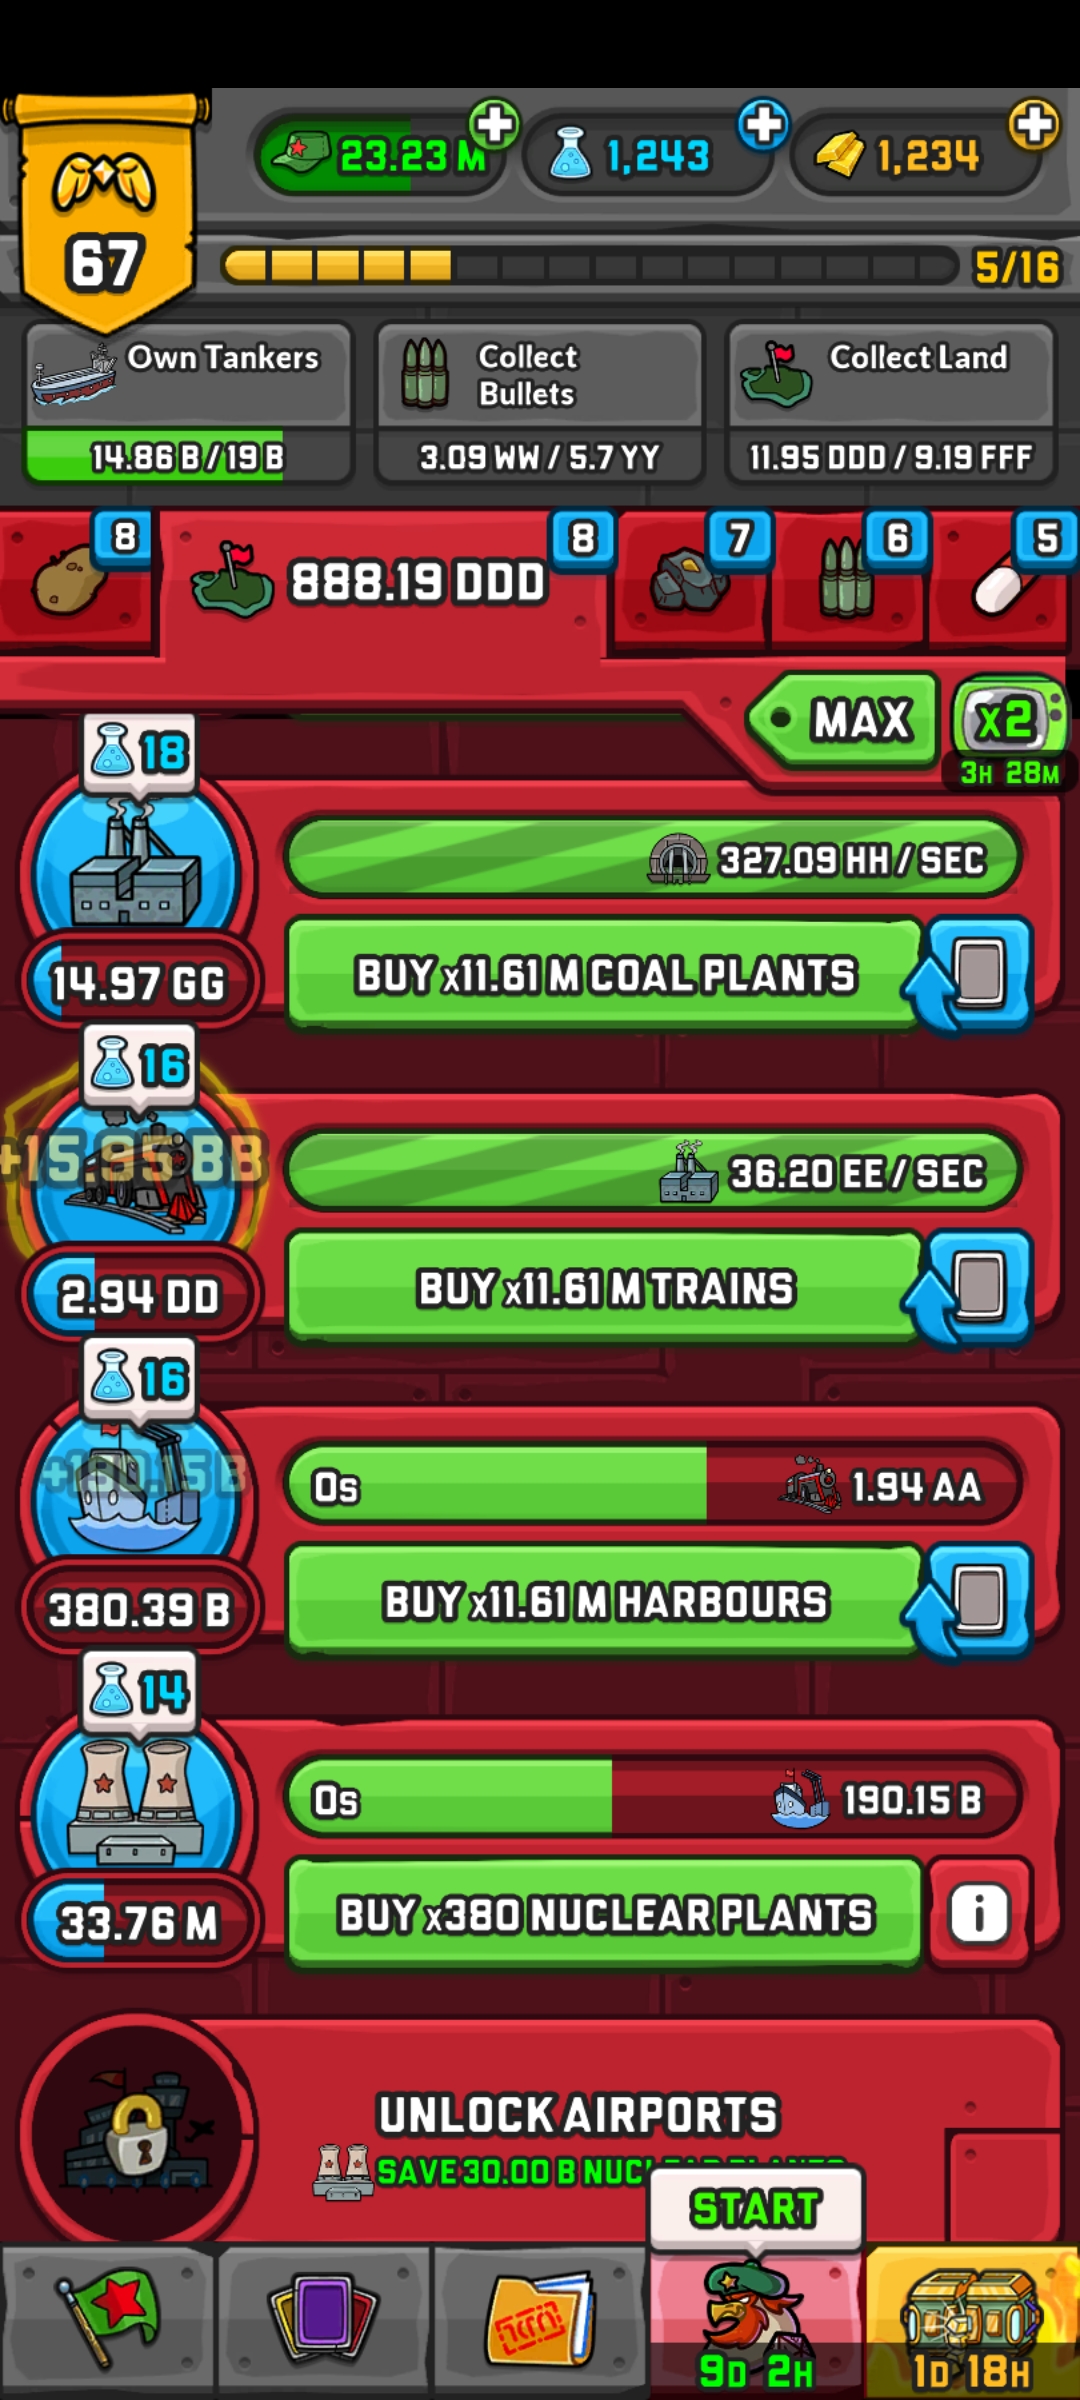 23.23 M
1,243
1,234
67
5/16
Own Tankers
14.86 B / 19 B
Collect
Bullets
3.09 WW / 5.7 YY
Collect Land
11.95 DDD / 9.19 FFF
8
888.19 DDD
8
7
6
5
MAX
x2
3H 28M
18
327.09 HH / SEC
14.97 GG
BUY x11.61 M COAL PLANTS
16
+15.95 BB
36.20 EE / SEC
2.94 DD
BUY x11.61 M TRAINS
16
+190.15 B
0s
1.94 AA
380.39 B
BUY x11.61 M HARBOURS
14
0s
190.15 B
33.76 M
BUY x380 NUCLEAR PLANTS
i
UNLOCK AIRPORTS
SAVE 30.00 B NUCLEAR PLANTS
START
9D 2H
1D 18H